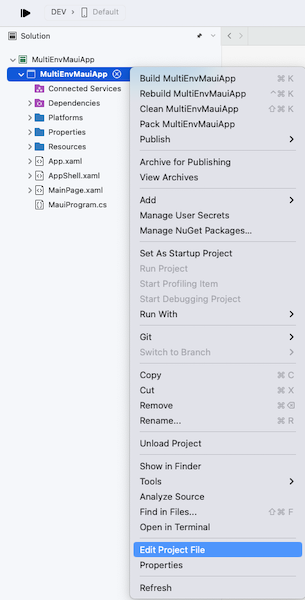 DEV > Default
Solution
MultiEnvMauiApp
MultiEnvMauiApp
Connected Services
Dependencies
Platforms
Properties
Resources
App.xaml
AppShell.xaml
MainPage.xaml
MauiProgram.cs
Build MultiEnvMauiApp ⌘ K
Rebuild MultiEnvMauiApp ⌃⌘ K
Clean MultiEnvMauiApp ⇧⌘ K
Pack MultiEnvMauiApp
Publish
Archive for Publishing
View Archives
Add
Manage User Secrets
Manage NuGet Packages...
Set As Startup Project
Run Project
Start Profiling Item
Start Debugging Project
Run With
Git
Switch to Branch
Copy ⌘ C
Cut ⌘ X
Remove ⌘⌫
Rename... ⌘ R
Unload Project
Show in Finder
Tools
Analyze Source
Find in Files... ⇧⌘ F
Open in Terminal
Edit Project File
Properties
Refresh